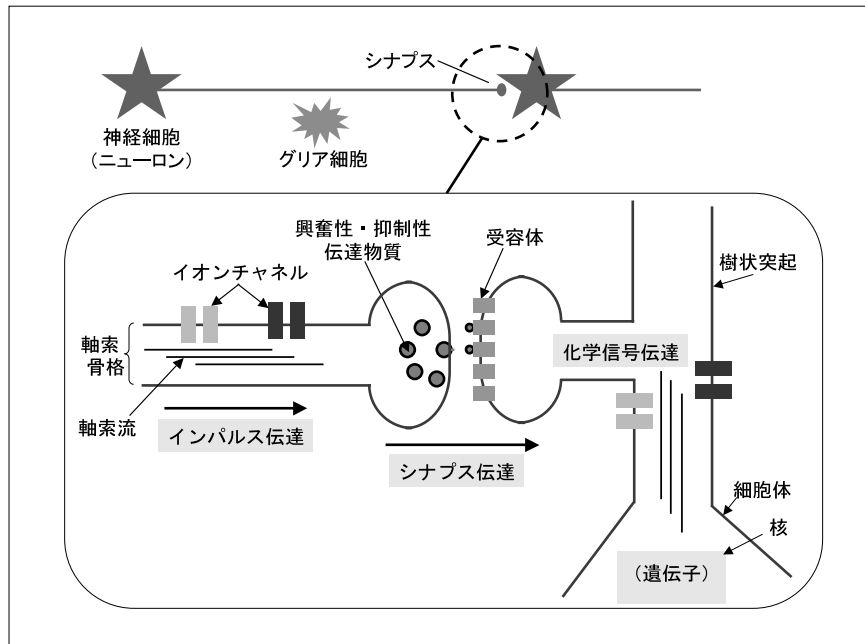 シナプス
神経細胞
(ニューロン)
グリア細胞
興奮性・抑制性
伝達物質
受容体
イオンチャネル
樹状突起
軸索
骨格
化学信号伝達
軸索流
インパルス伝達
シナプス伝達
細胞体
核
(遺伝子)